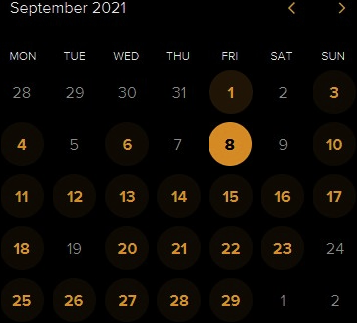 September 2021
MON TUE WED THU FRI SAT SUN
28 29 30 31 1 2 3
4 5 6 7 8 9 10
11 12 13 14 15 16 17
18 19 20 21 22 23 24
25 26 27 28 29 1 2